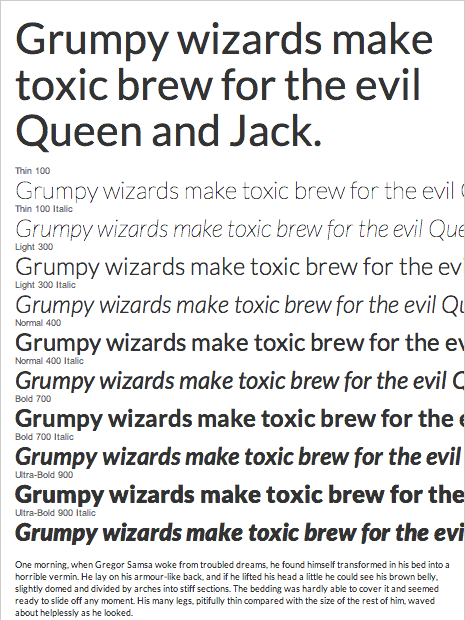 Grumpy wizards make
toxic brew for the evil
Queen and Jack.
Thin 100
Grumpy wizards make toxic brew for the evil
Thin 100 Italic
Grumpy wizards make toxic brew for the evil Que
Light 300
Grumpy wizards make toxic brew for the evi
Light 300 Italic
Grumpy wizards make toxic brew for the evil Qu
Normal 400
Grumpy wizards make toxic brew for the ev
Normal 400 Italic
Grumpy wizards make toxic brew for the evil Q
Bold 700
Grumpy wizards make toxic brew for the e
Bold 700 Italic
Grumpy wizards make toxic brew for the evil
Ultra-Bold 900
Grumpy wizards make toxic brew for the
Ultra-Bold 900 Italic
Grumpy wizards make toxic brew for the evi
One morning, when Gregor Samsa woke from troubled dreams, he found himself transformed in his bed into a
horrible vermin. He lay on his armour-like back, and if he lifted his head a little he could see his brown belly,
slightly domed and divided by arches into stiff sections. The bedding was hardly able to cover it and seemed
ready to slide off any moment. His many legs, pitifully thin compared with the size of the rest of him, waved
about helplessly as he looked.